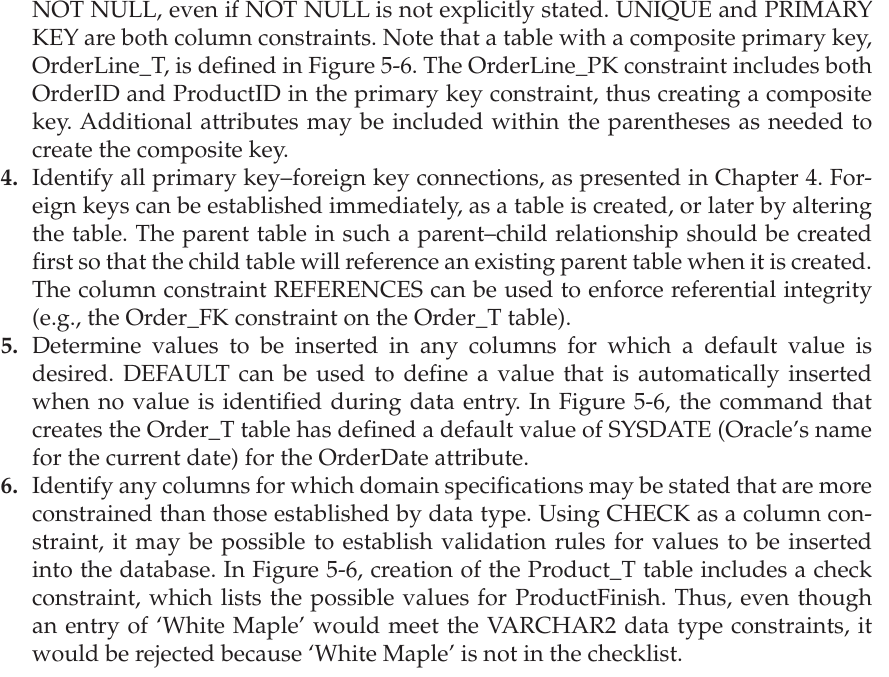 NOT NULL, even if NOT NULL is not explicitly stated. UNIQUE and PRIMARY
KEY are both column constraints. Note that a table with a composite primary key,
OrderLine_T, is defined in Figure 5-6. The OrderLine_PK constraint includes both
OrderID and ProductID in the primary key constraint, thus creating a composite
key. Additional attributes may be included within the parentheses as needed to
create the composite key.
4. Identify all primary key–foreign key connections, as presented in Chapter 4. For-
eign keys can be established immediately, as a table is created, or later by altering
the table. The parent table in such a parent–child relationship should be created
first so that the child table will reference an existing parent table when it is created.
The column constraint REFERENCES can be used to enforce referential integrity
(e.g., the Order_FK constraint on the Order_T table).
5. Determine values to be inserted in any columns for which a default value is
desired. DEFAULT can be used to define a value that is automatically inserted
when no value is identified during data entry. In Figure 5-6, the command that
creates the Order_T table has defined a default value of SYSDATE (Oracle’s name
for the current date) for the OrderDate attribute.
6. Identify any columns for which domain specifications may be stated that are more
constrained than those established by data type. Using CHECK as a column con-
straint, it may be possible to establish validation rules for values to be inserted
into the database. In Figure 5-6, creation of the Product_T table includes a check
constraint, which lists the possible values for ProductFinish. Thus, even though
an entry of ‘White Maple’ would meet the VARCHAR2 data type constraints, it
would be rejected because ‘White Maple’ is not in the checklist.